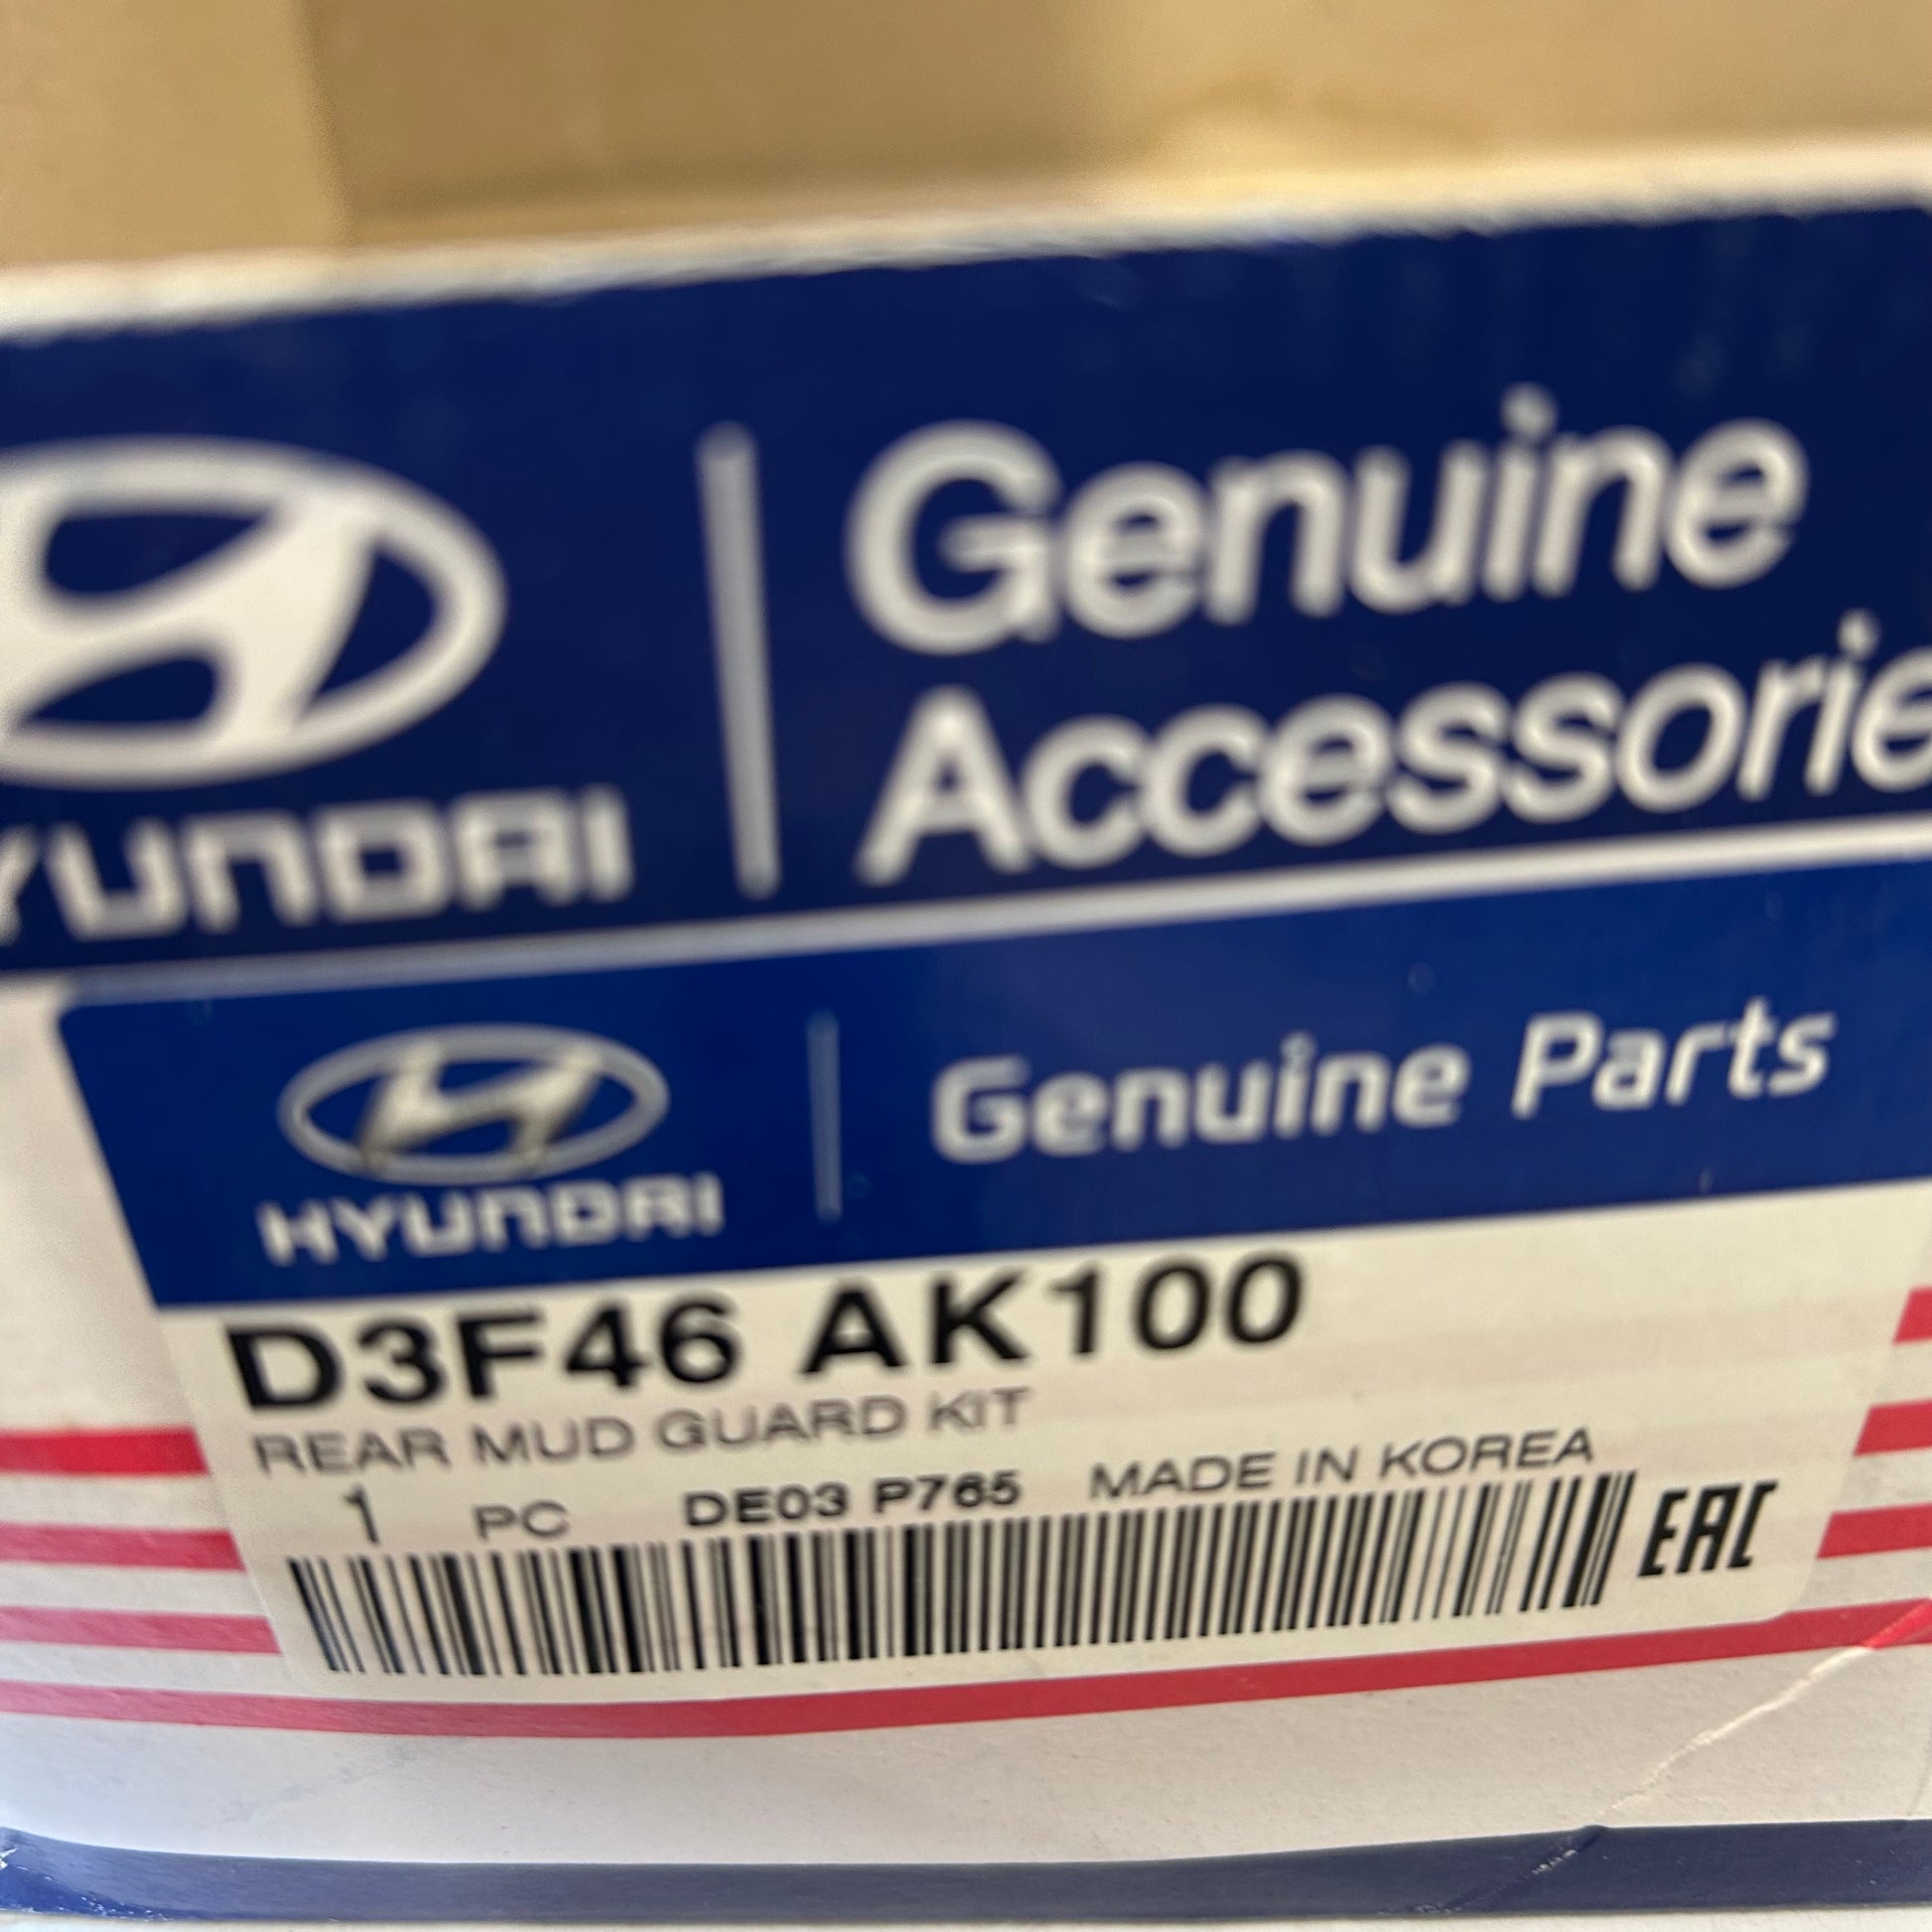 HYUNDAI
Genuine
Accessorie
HYUNDAI
Genuine Parts
D3F46 AK100
REAR MUD GUARD KIT
1 PC DE03 P765 MADE IN KOREA
EAC